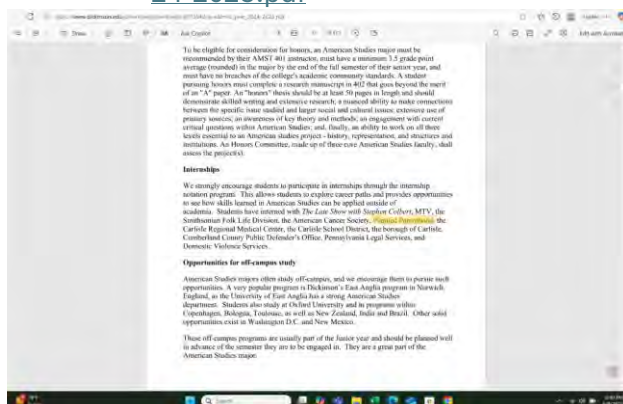 24-2025.pdf
Draw
Ask Copilot
Edit with Acrobat
To be eligible for consideration for honors, an American Studies major must be
recommended by their AMST 401 instructor, must have a minimum 3.5 grade point
average (rounded) in the major by the end of the fall semester of their senior year, and
must have no breaches of the college's academic community standards. A student
pursuing honors must complete a research manuscript in 402 that goes beyond the merit
of an "A" paper. An "honors" thesis should be at least 50 pages in length and should
demonstrate skilled writing and extensive research; a nuanced ability to make connections
between the specific issue studied and larger social and cultural issues; extensive use of
primary sources; an awareness of key theory and methods; an engagement with current
critical questions within American Studies; and, finally, an ability to work on all three
levels essential to an American studies project - history, representation, and structures and
institutions. An Honors Committee, made up of three core American Studies faculty, shall
assess the project(s).
Internships
We strongly encourage students to participate in internships through the internship
notation program. This allows students to explore career paths and provides opportunities
to see how skills learned in American Studies can be applied outside of
academia. Students have interned with The Late Show with Stephen Colbert, MTV, the
Smithsonian Folk Life Division, the American Cancer Society, Planned Parenthood, the
Carlisle Regional Medical Center, the Carlisle School District, the borough of Carlisle,
Cumberland County Public Defender's Office, Pennsylvania Legal Services, and
Domestic Violence Services.
Opportunities for off-campus study
American Studies majors often study off-campus, and we encourage them to pursue such
opportunities. A very popular program is Dickinson's East Anglia program in Norwich,
England, as the University of East Anglia has a strong American Studies
department. Students also study at Oxford University and in programs within
Copenhagen, Bologna, Toulouse, as well as New Zealand, India and Brazil. Other solid
opportunities exist in Washington D.C. and New Mexico.
These off-campus programs are usually part of the Junior year and should be planned well
in advance of the semester they are to be engaged in. They are a great part of the
American Studies major.
Search